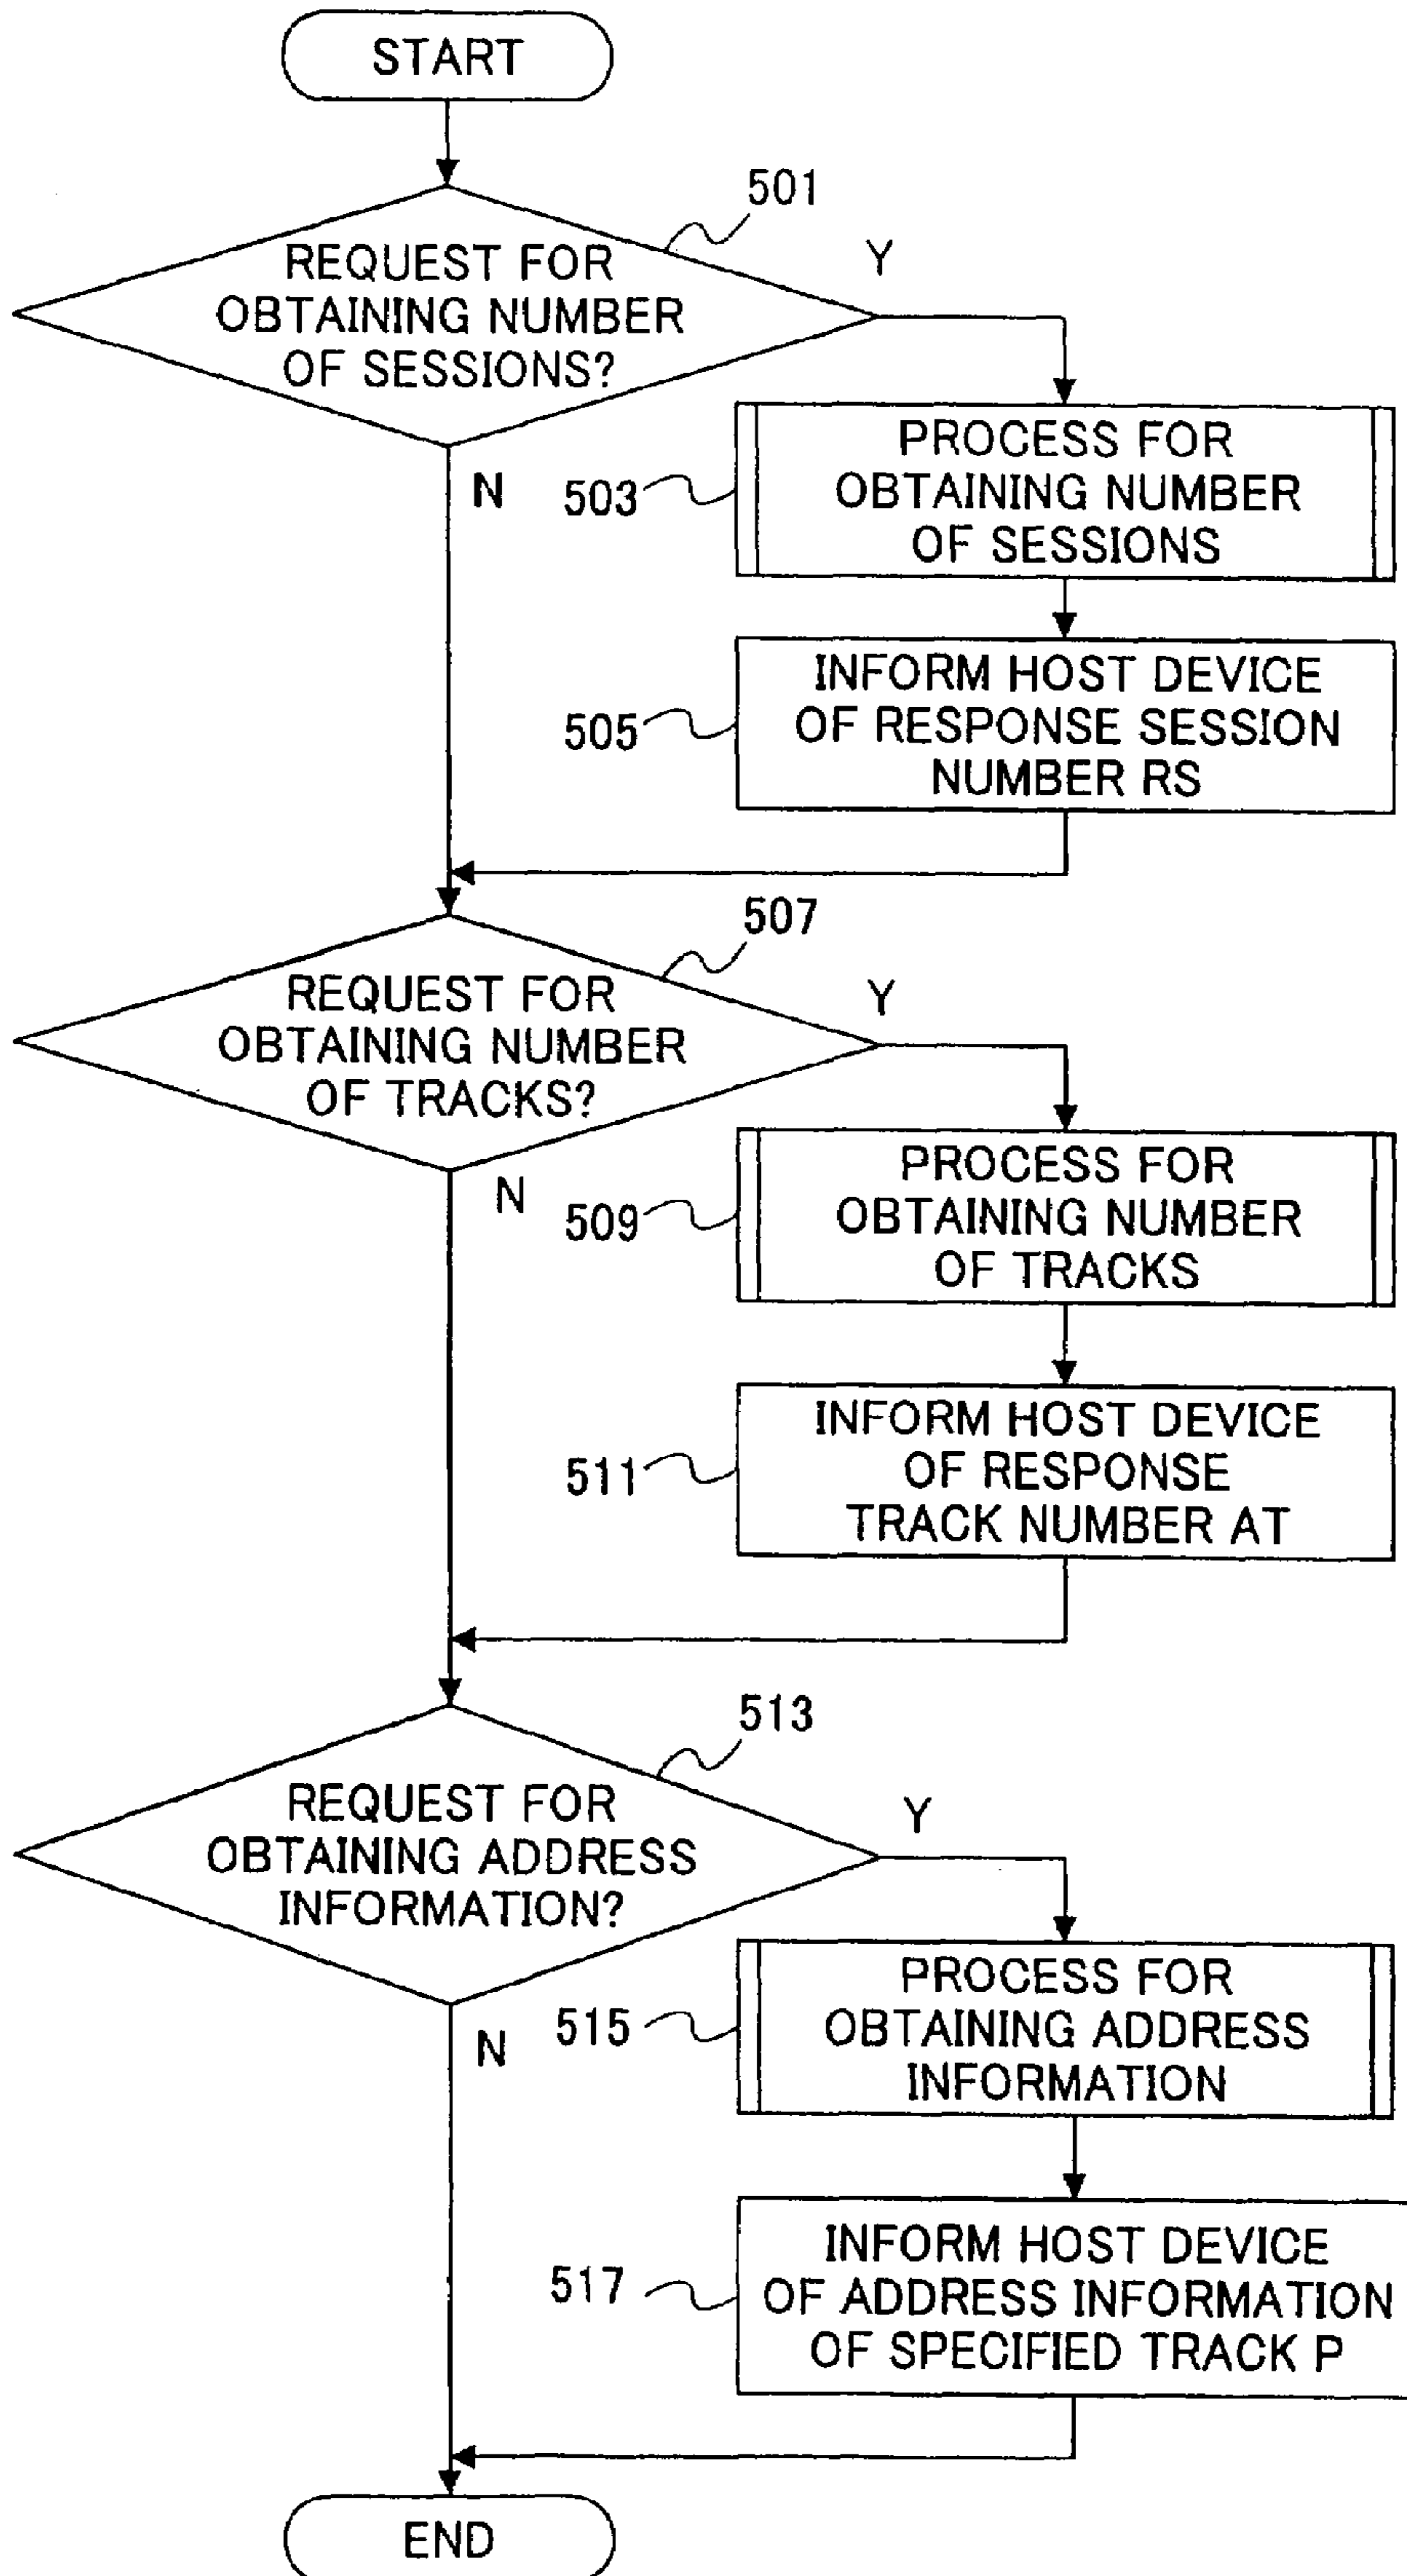 START
501
REQUEST FOR
OBTAINING NUMBER
OF SESSIONS?
Y
N
503
PROCESS FOR
OBTAINING NUMBER
OF SESSIONS
505
INFORM HOST DEVICE
OF RESPONSE SESSION
NUMBER RS
507
REQUEST FOR
OBTAINING NUMBER
OF TRACKS?
Y
N
509
PROCESS FOR
OBTAINING NUMBER
OF TRACKS
511
INFORM HOST DEVICE
OF RESPONSE
TRACK NUMBER AT
513
REQUEST FOR
OBTAINING ADDRESS
INFORMATION?
Y
N
515
PROCESS FOR
OBTAINING ADDRESS
INFORMATION
517
INFORM HOST DEVICE
OF ADDRESS INFORMATION
OF SPECIFIED TRACK P
END